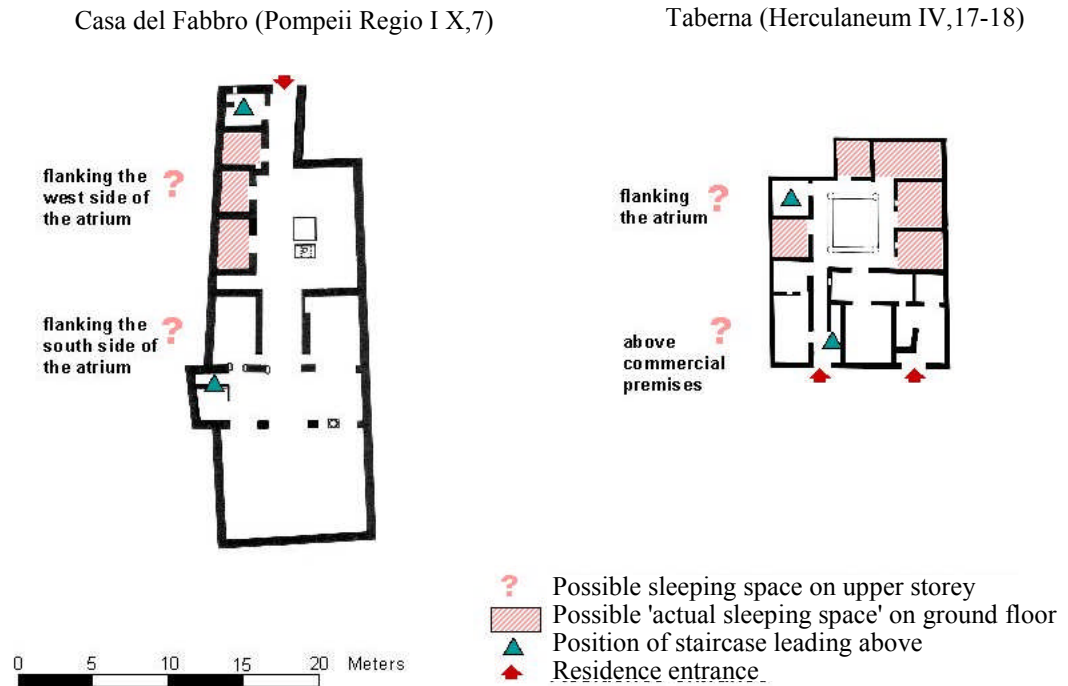 Casa del Fabbro (Pompeii Regio I X,7)
Taberna (Herculaneum IV,17-18)
flanking the
west side of
the atrium
?
flanking the
south side of
the atrium
?
flanking
the atrium
?
above
commercial
premises
?
? Possible sleeping space on upper storey
Possible 'actual sleeping space' on ground floor
Position of staircase leading above
Residence entrance
0 5 10 15 20 Meters